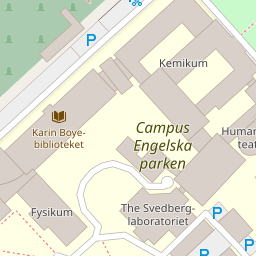 P
Kemikum
Karin Boye-
biblioteket
Campus
Engelska
parken
Human
teat
Fysikum
The Svedberg-
laboratoriet
P
P
P